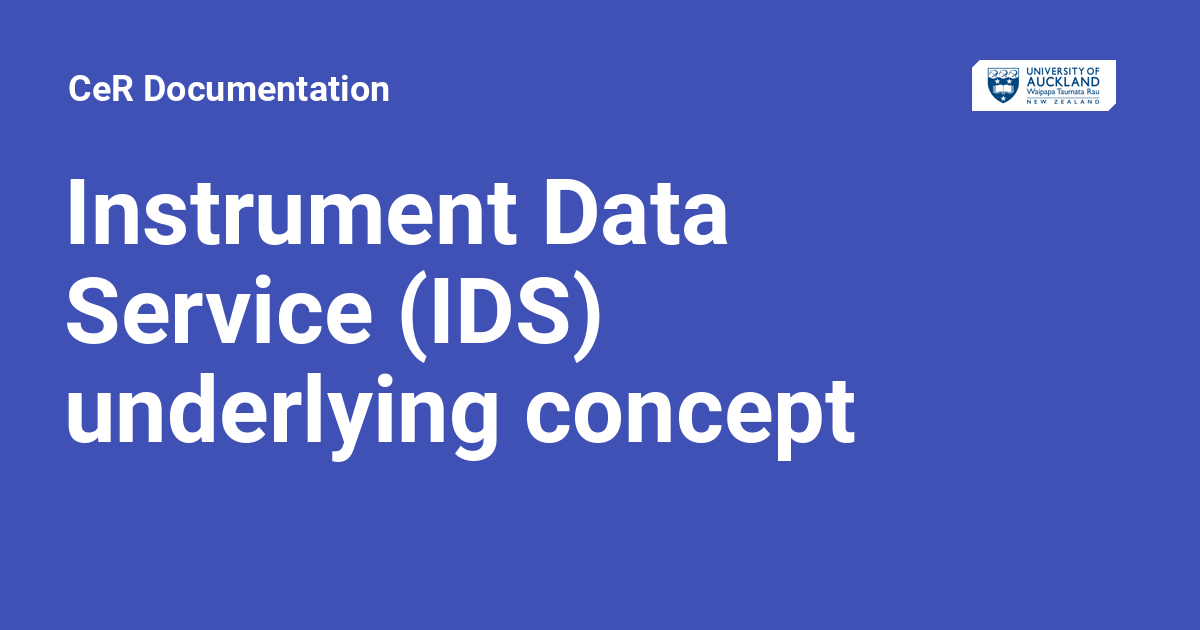 CeR Documentation
UNIVERSITY OF
AUCKLAND
Waipapa Taumata Rau
NEW ZEALAND
Instrument Data
Service (IDS)
underlying concept